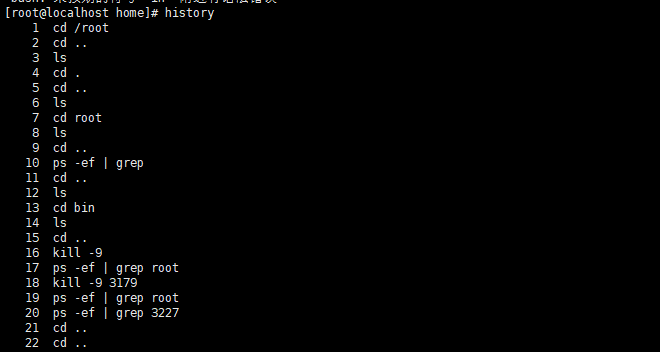 [root@localhost home]# history
1 cd /root
2 cd ..
3 ls
4 cd .
5 cd ..
6 ls
7 cd root
8 ls
9 cd ..
10 ps -ef | grep
11 cd ..
12 ls
13 cd bin
14 ls
15 cd ..
16 kill -9
17 ps -ef | grep root
18 kill -9 3179
19 ps -ef | grep root
20 ps -ef | grep 3227
21 cd ..
22 cd ..